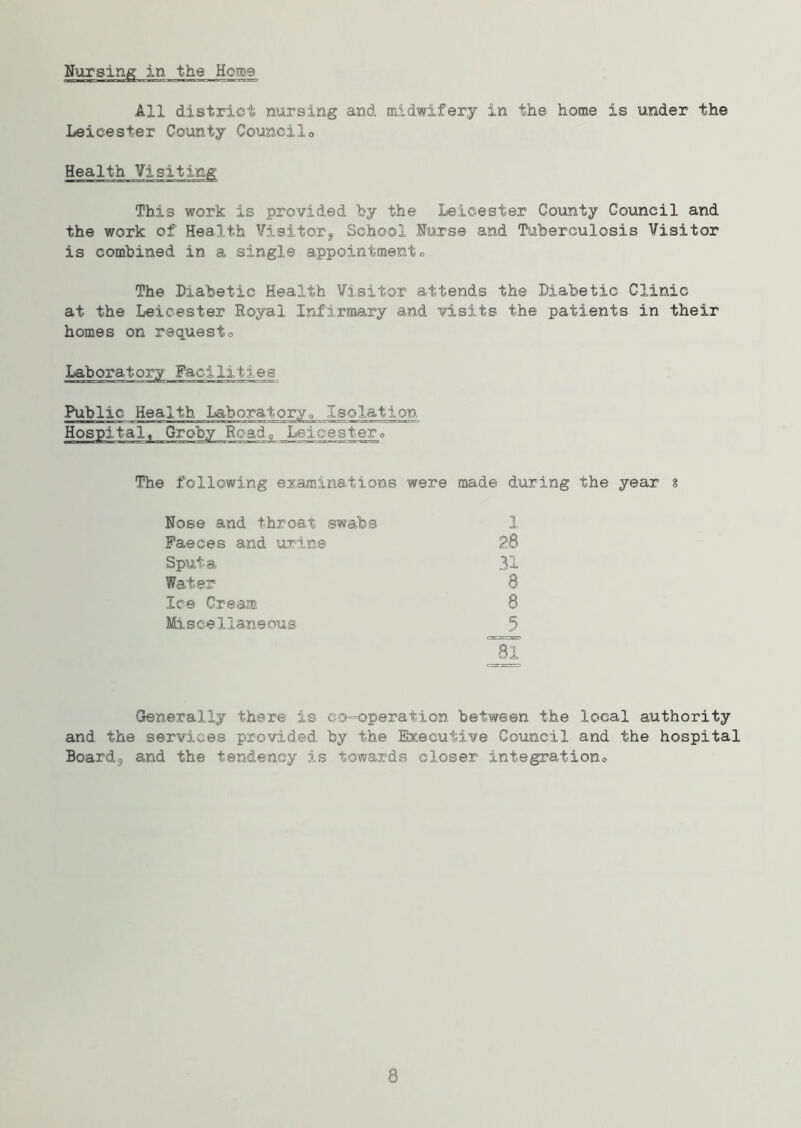 Nursing in the Home
All district nursing and midwifery in the home is under the
Leicester County Council.
Health Visiting
This work is provided by the Leicester County Council and
the work of Health Visitor, School Nurse and Tuberculosis Visitor
is combined in a single appointment.
The Diabetic Health Visitor attends the Diabetic Clinic
at the Leicester Royal Infirmary and visits the patients in their
homes on request.
Laboratory Facilities
Public Health Laboratory, Isolation
Hospital, Groby Road, Leicester.
The following examinations were made during the year :
Nose and throat swabs 1
Faeces and urine 28
Sputa 31
Water 8
Ice Cream 8
Miscellaneous 5
81
Generally there is co-operation between the local authority
and the services provided by the Executive Council and the hospital
Board, and the tendency is towards closer integration.
8